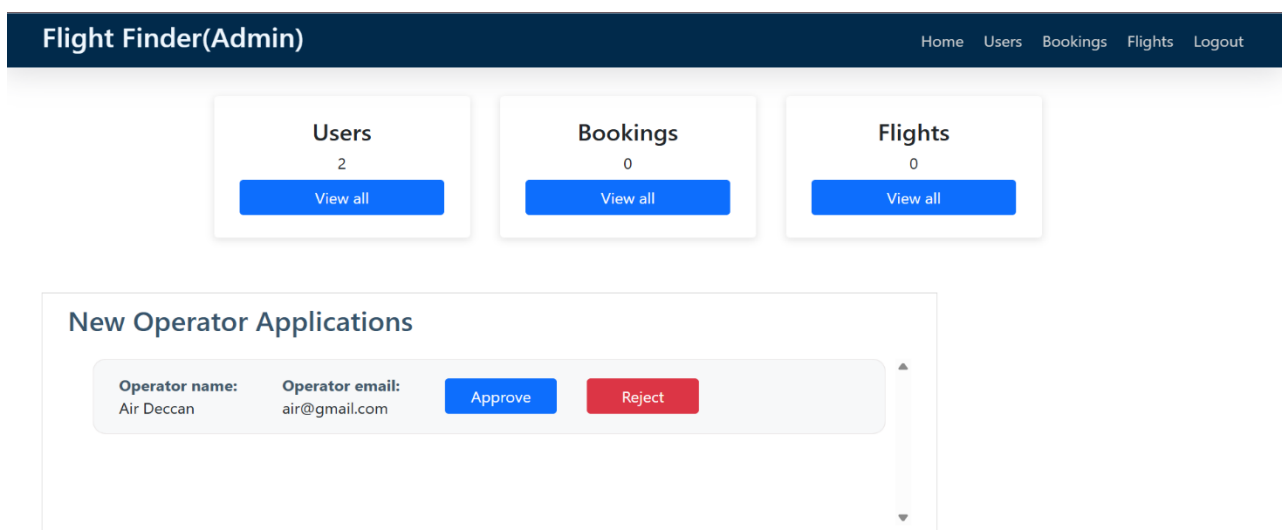 Flight Finder(Admin)
Home Users Bookings Flights Logout
Users
2
View all
Bookings
0
View all
Flights
0
View all
New Operator Applications
Operator name:
Air Deccan
Operator email:
air@gmail.com
Approve
Reject